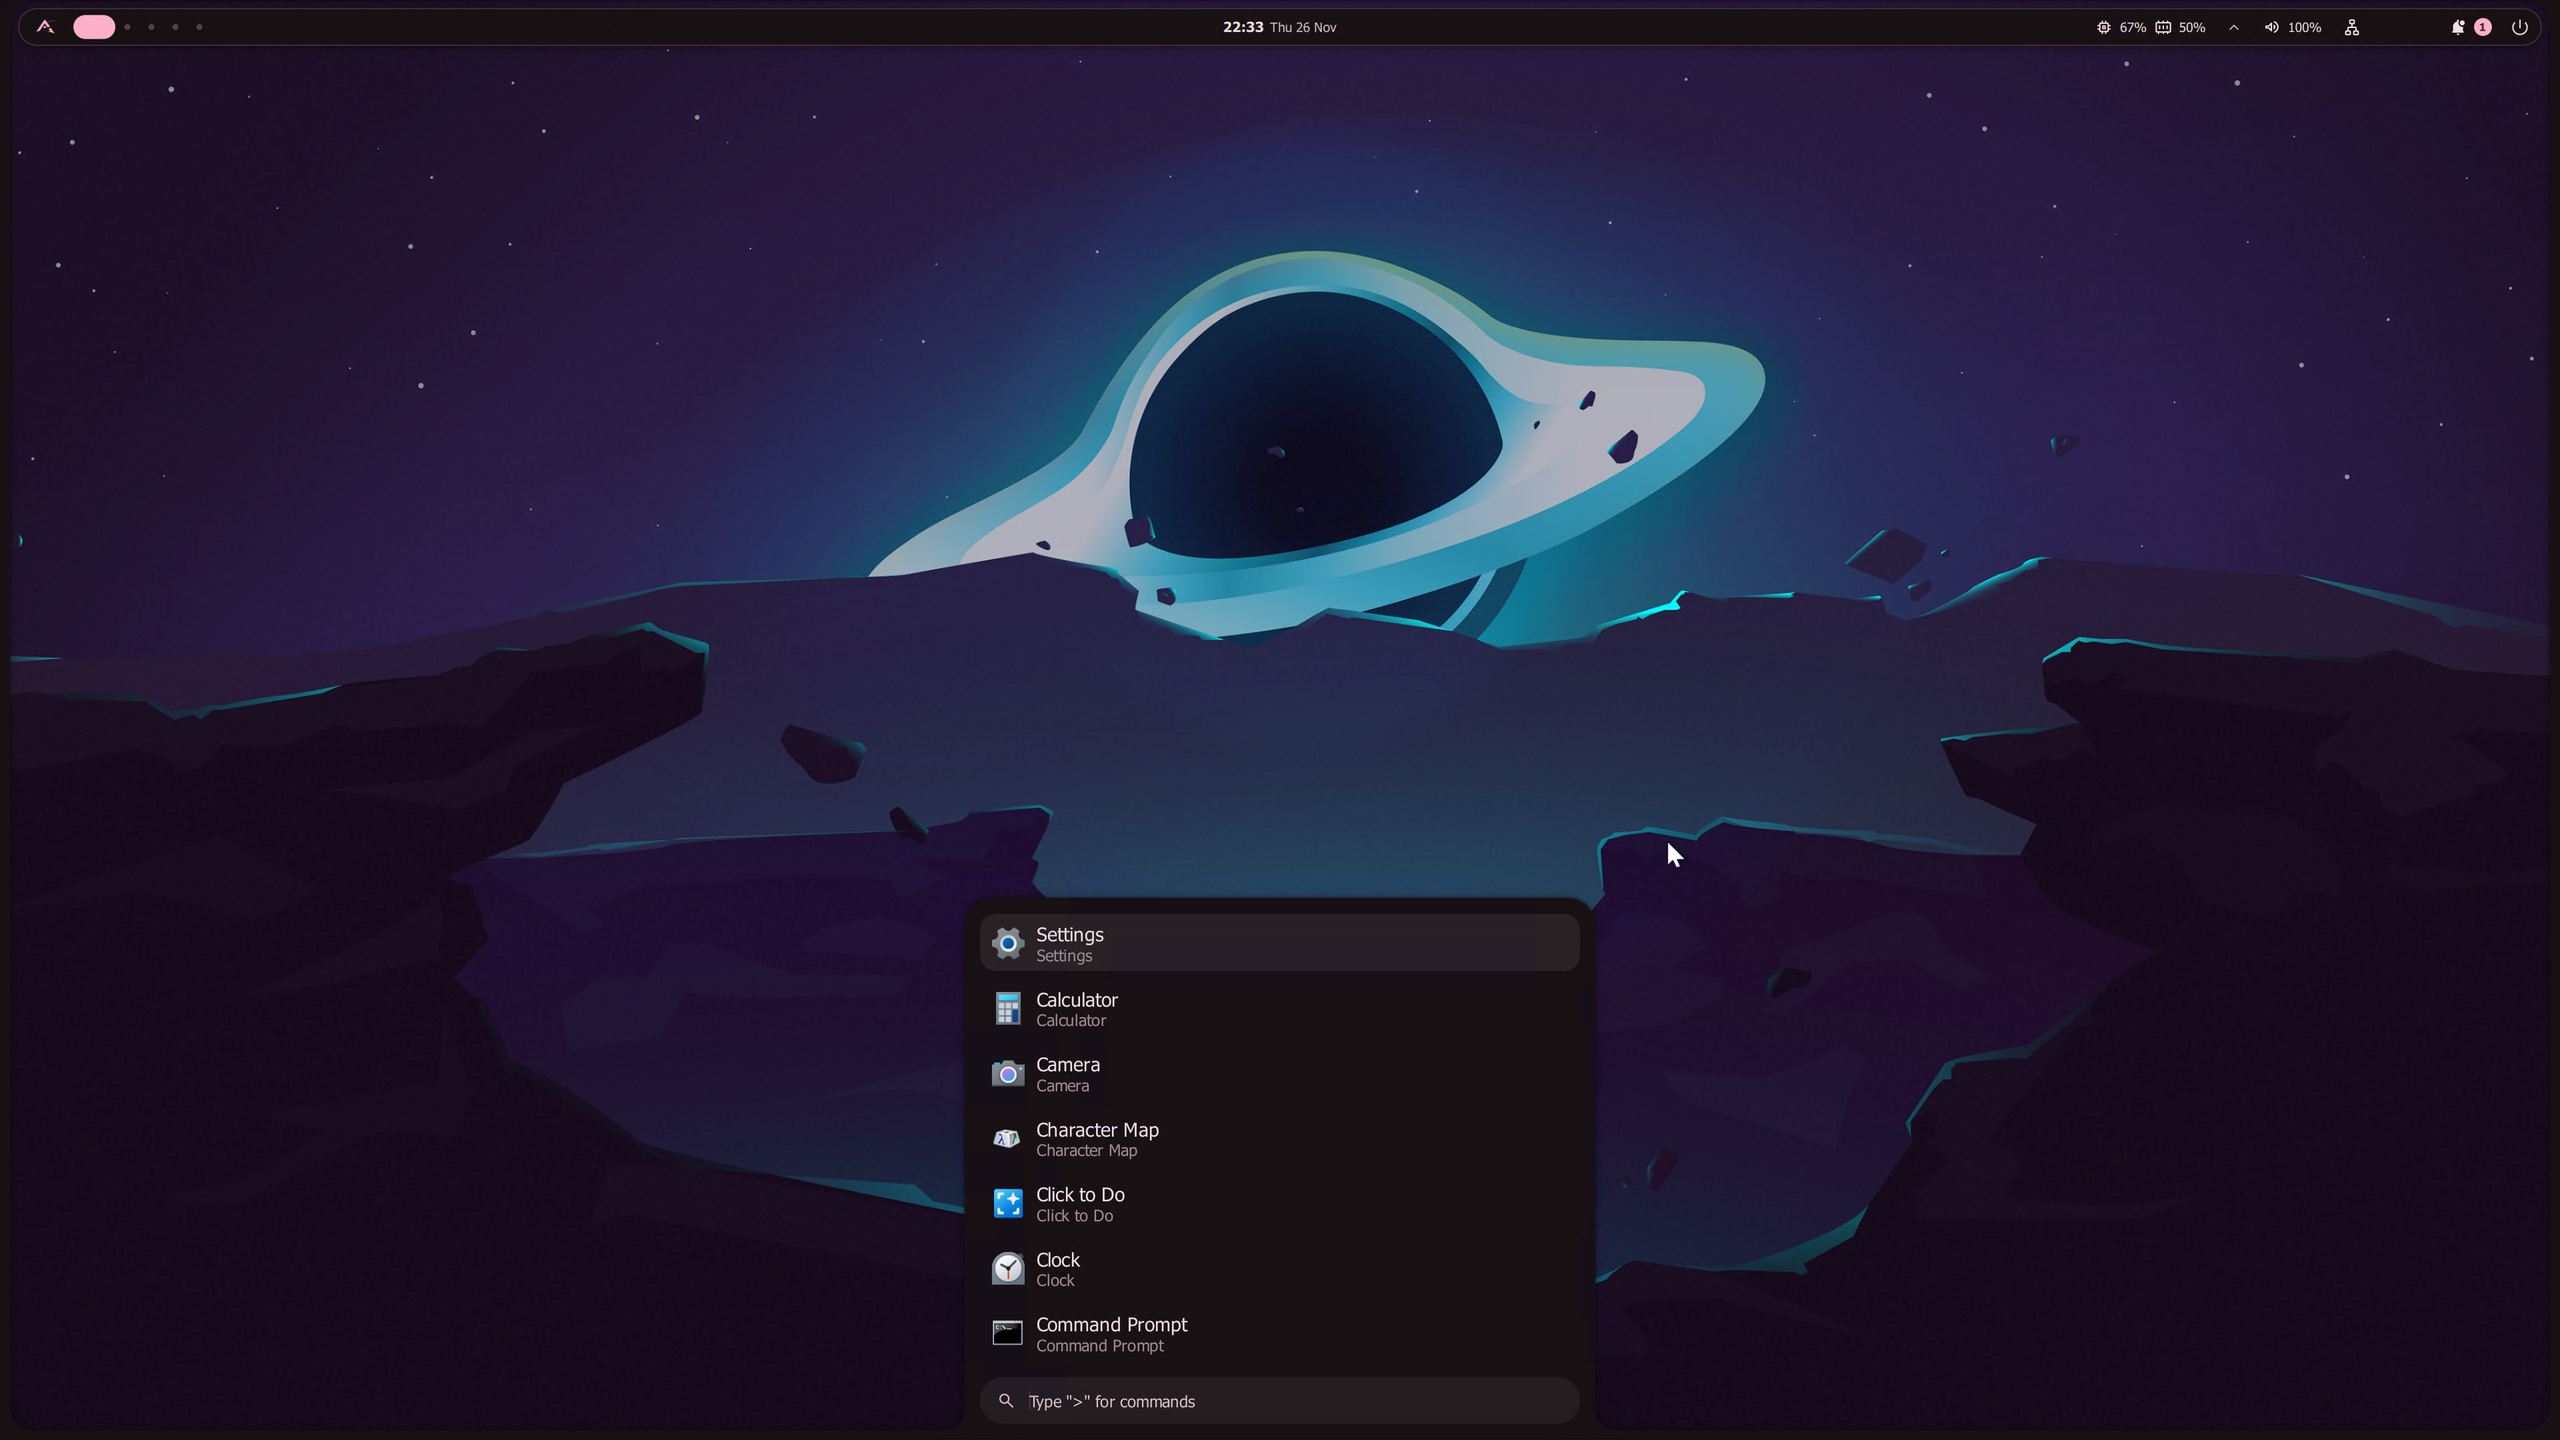 22:33 Thu 26 Nov
67% 50% 100% 1
Settings
Settings
Calculator
Calculator
Camera
Camera
Character Map
Character Map
Click to Do
Click to Do
Clock
Clock
Command Prompt
Command Prompt
Type ">" for commands